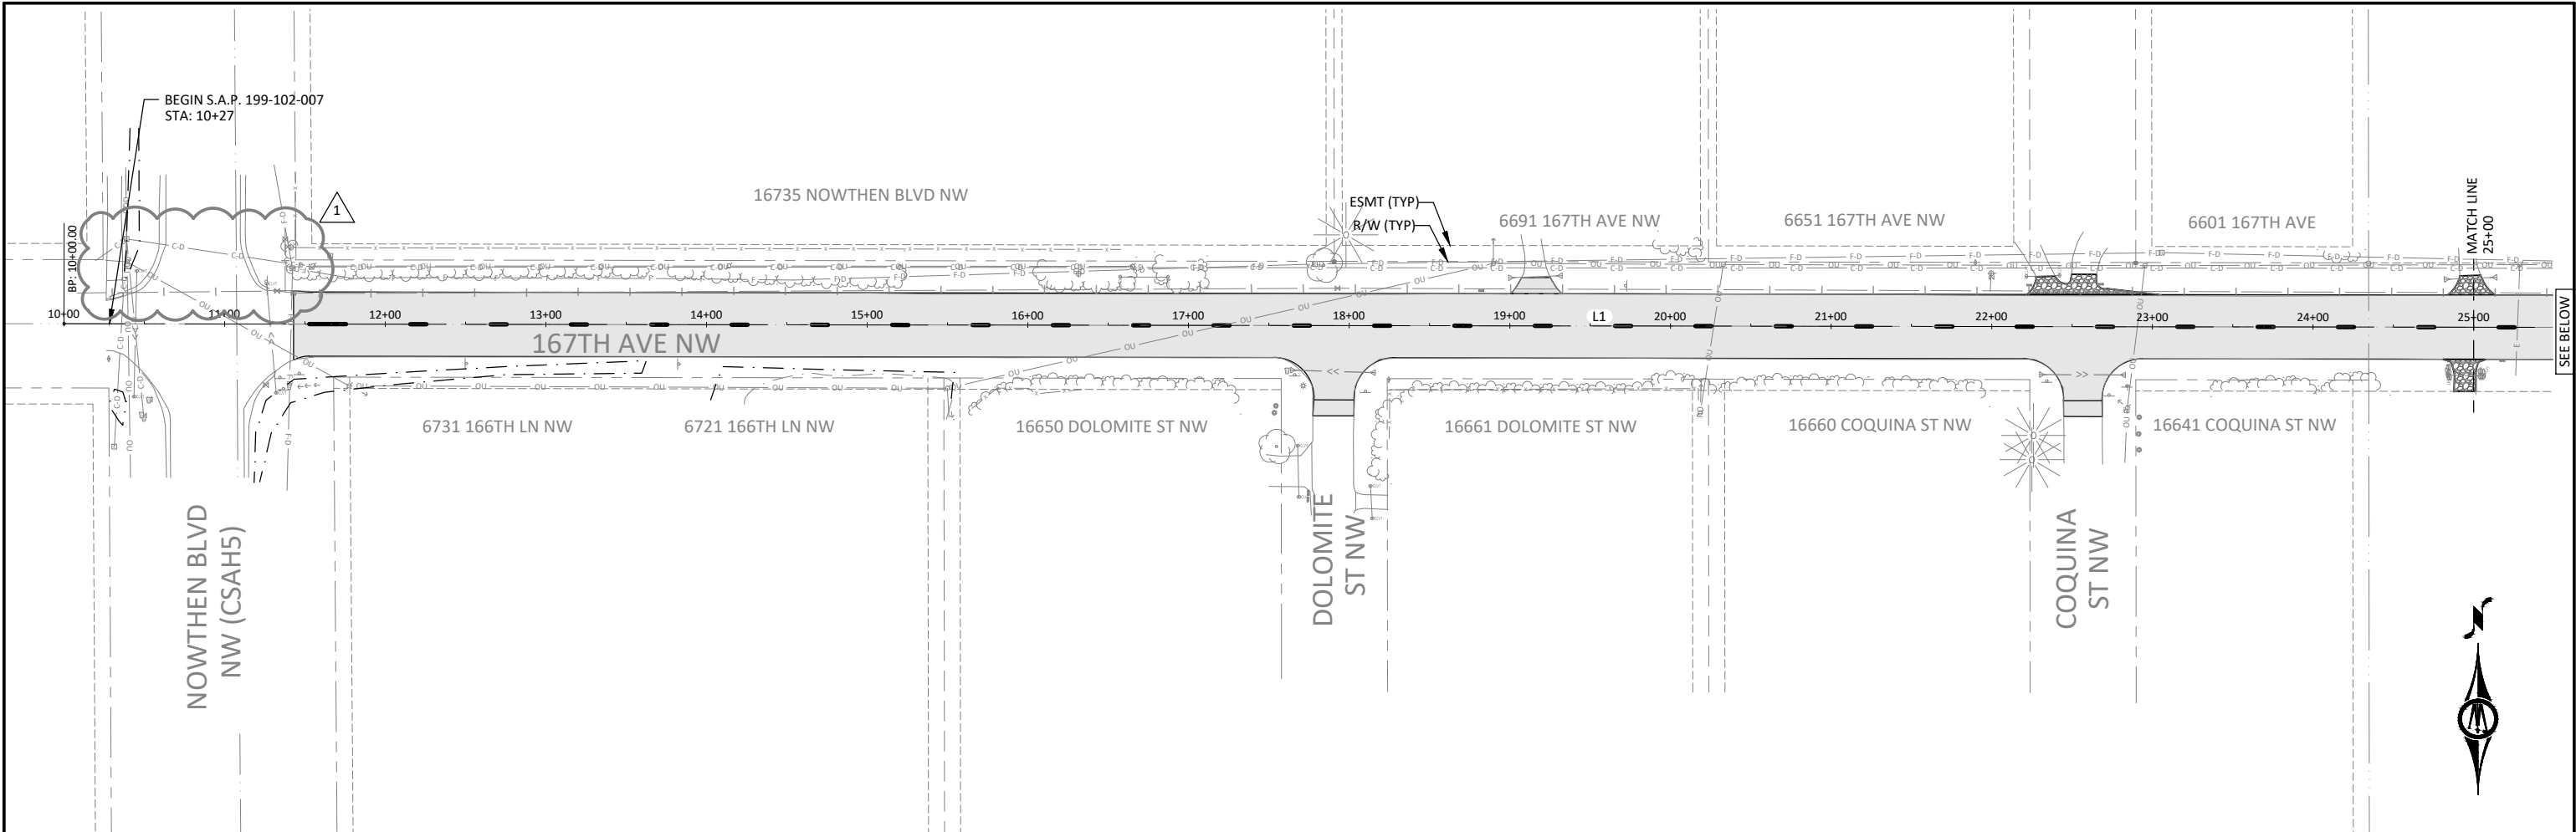 BEGIN S.A.P. 199-102-007
STA: 10+27
1
16735 NOWTHEN BLVD NW
ESMT (TYP)
R/W (TYP)
6691 167TH AVE NW
6651 167TH AVE NW
6601 167TH AVE
MATCH LINE
25+00
BP: 10+00.00
10+00
11+00
12+00
13+00
14+00
15+00
16+00
17+00
18+00
19+00
L1
20+00
21+00
22+00
23+00
24+00
25+00
SEE BELOW
167TH AVE NW
6731 166TH LN NW
6721 166TH LN NW
16650 DOLOMITE ST NW
16661 DOLOMITE ST NW
16660 COQUINA ST NW
16641 COQUINA ST NW
NOWTHEN BLVD
NW (CSAH5)
DOLOMITE
ST NW
COQUINA
ST NW
N